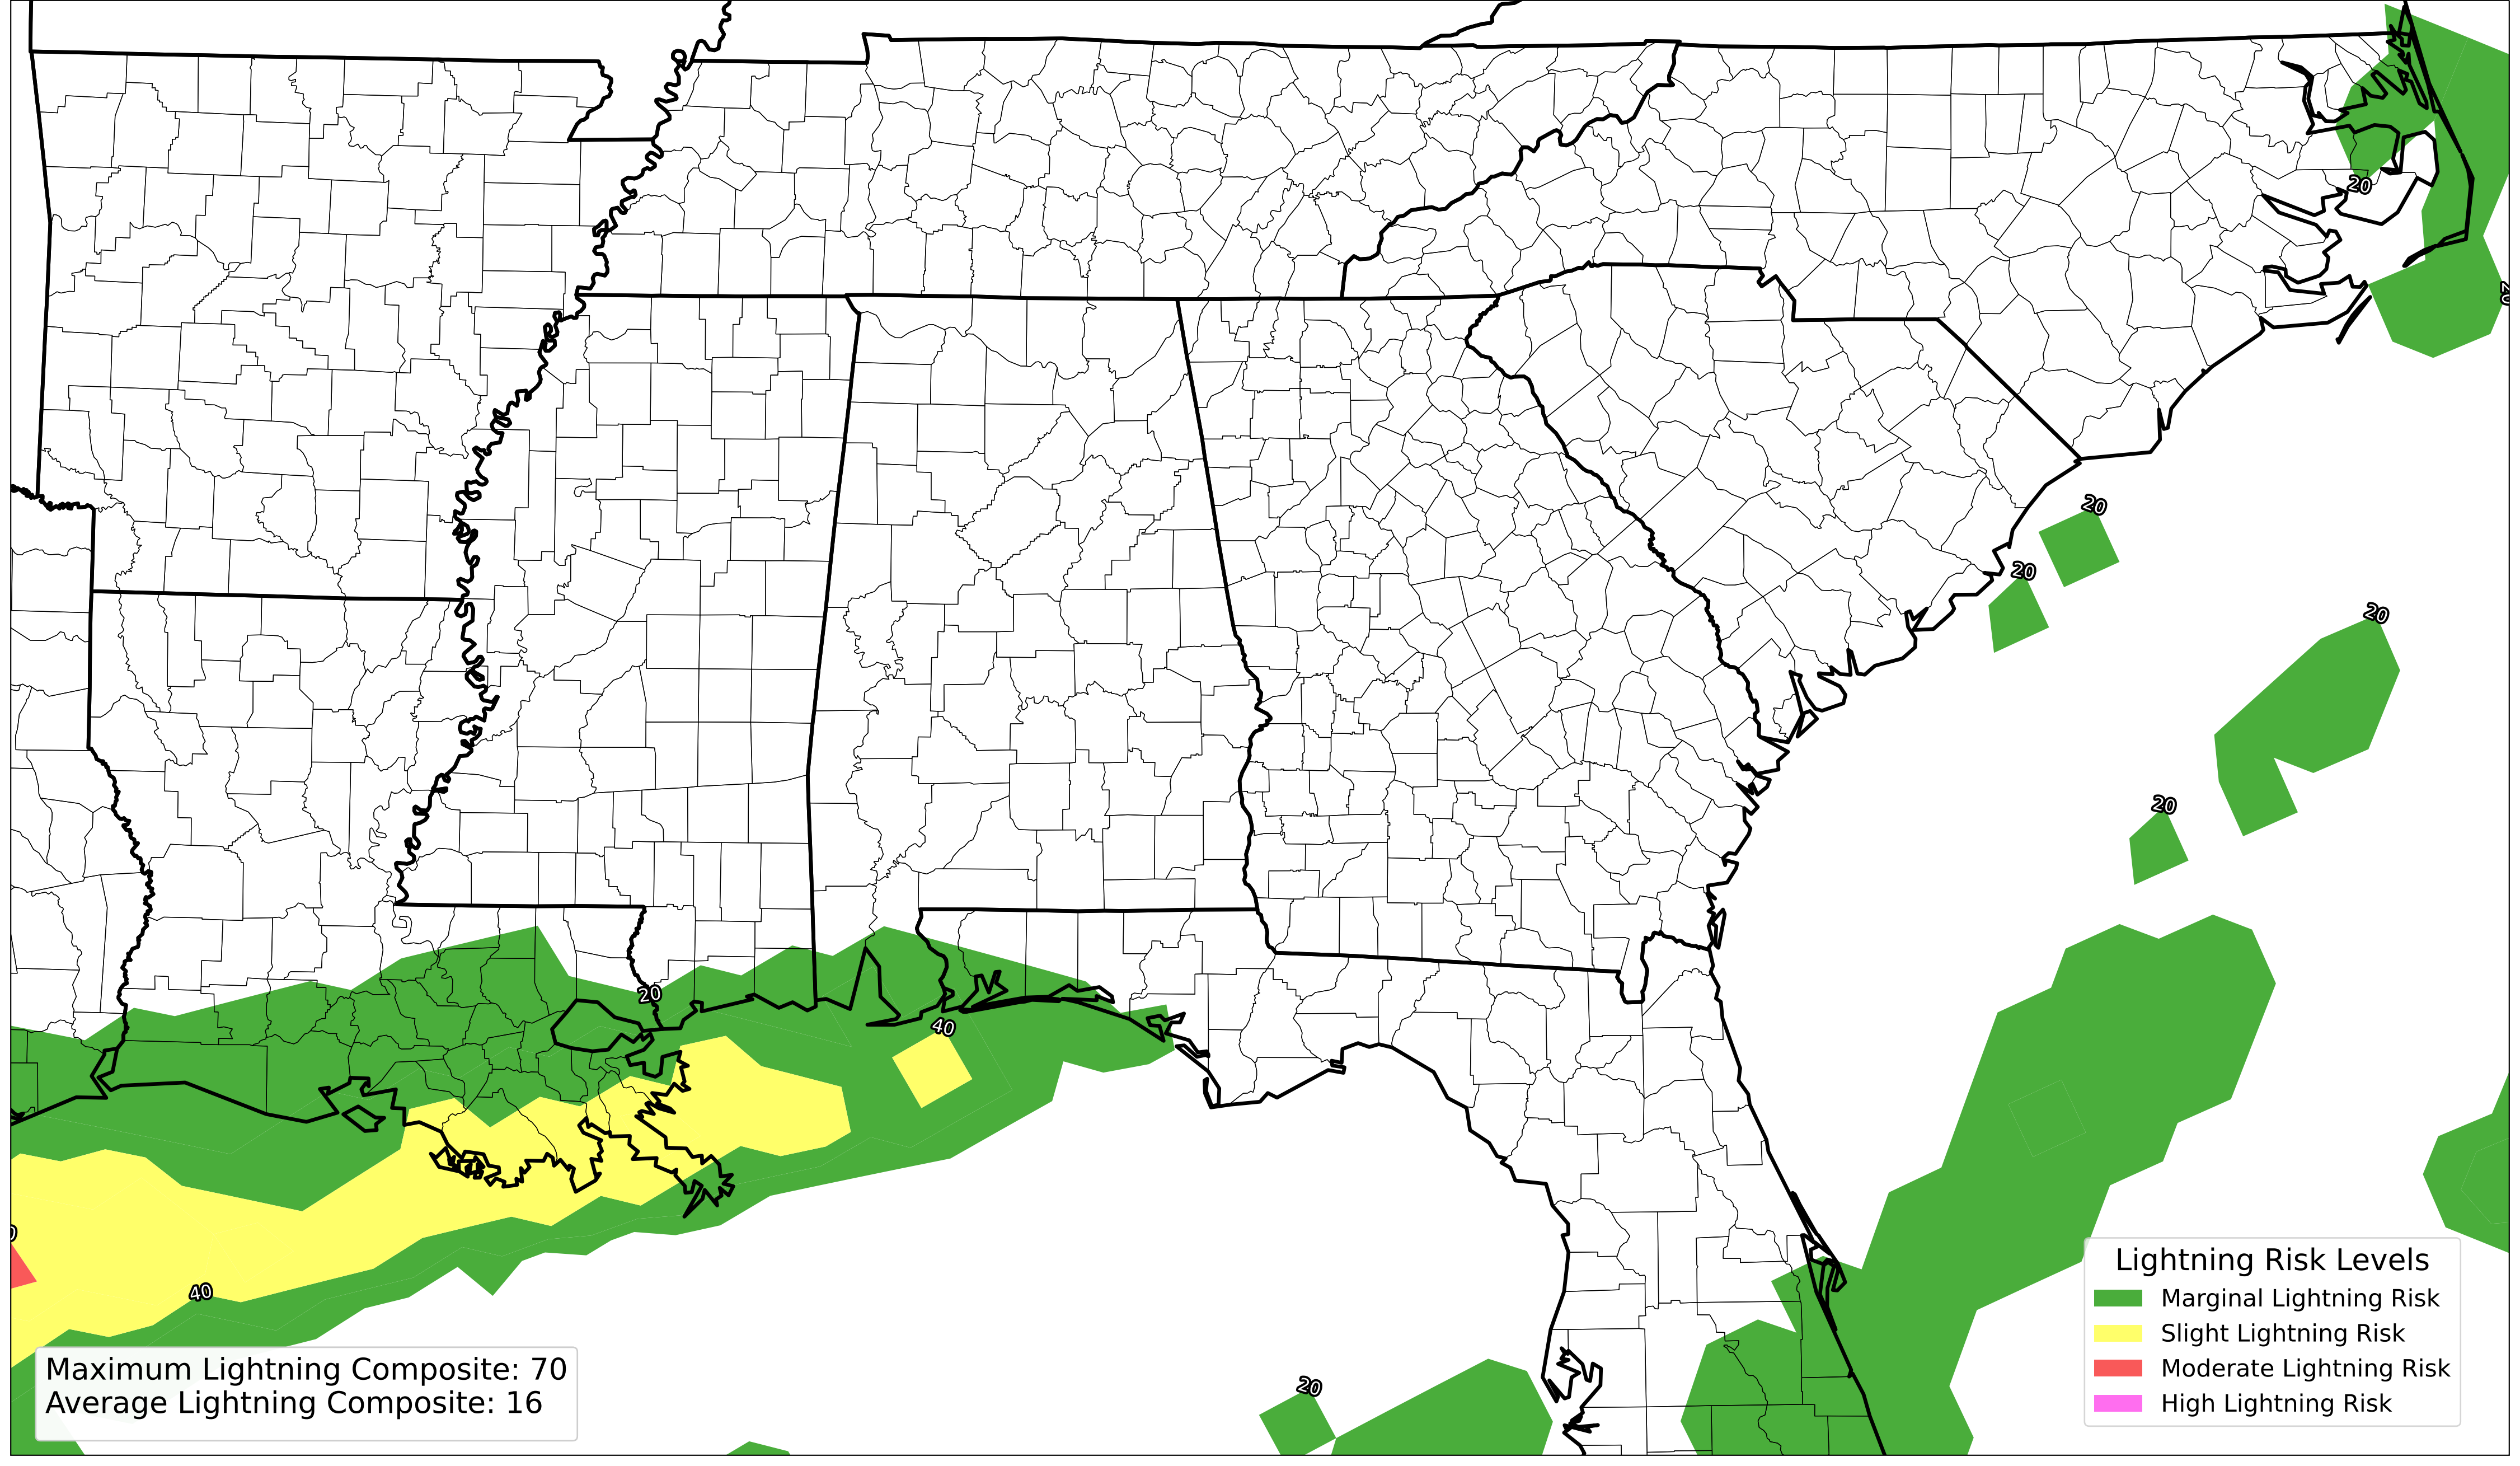 20
20
20
20
20
20
20
40
40
Maximum Lightning Composite: 70
Average Lightning Composite: 16
20
Lightning Risk Levels
Marginal Lightning Risk
Slight Lightning Risk
Moderate Lightning Risk
High Lightning Risk